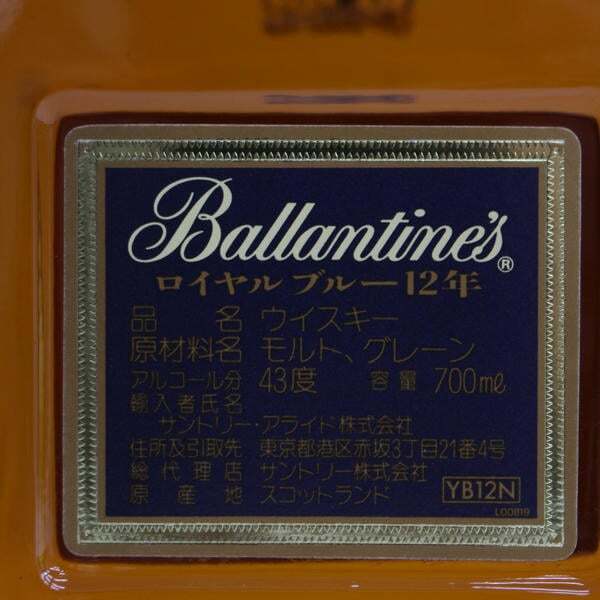 Ballantine's®
ロイヤル ブルー12年
品名 ウイスキー
原材料名 モルト、グレーン
アルコール分 43度 容量 700mℓ
輸入者氏名
サントリー・アライド株式会社
住所及引取先 東京都港区赤坂3丁目21番4号
総代理店 サントリー株式会社
原産地 スコットランド
YB12N
L00819